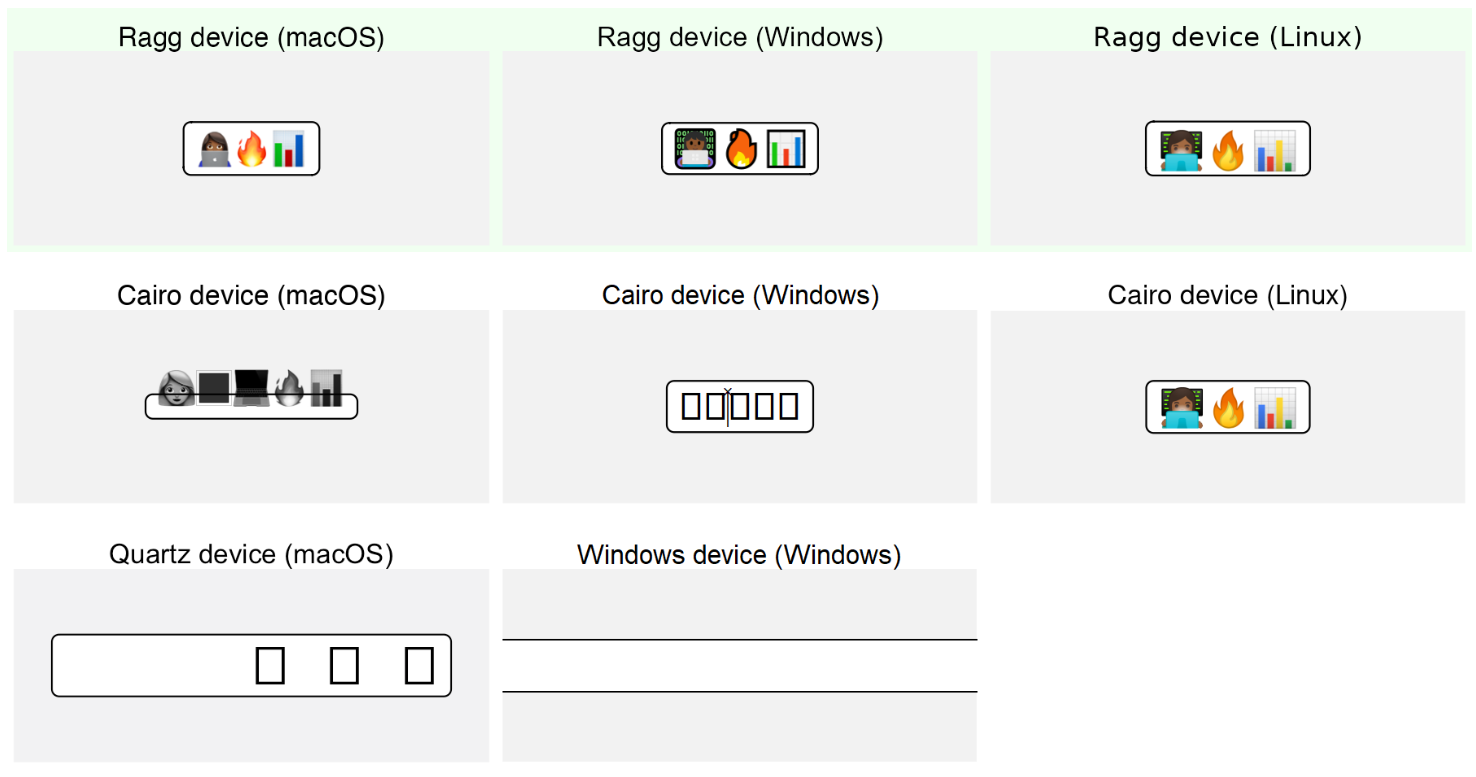 Ragg device (macOS)
Ragg device (Windows)
Ragg device (Linux)
👩🏾‍💻🔥📊
👩🏾‍💻🔥📊
👩🏾‍💻🔥📊
Cairo device (macOS)
Cairo device (Windows)
Cairo device (Linux)
Quartz device (macOS)
Windows device (Windows)